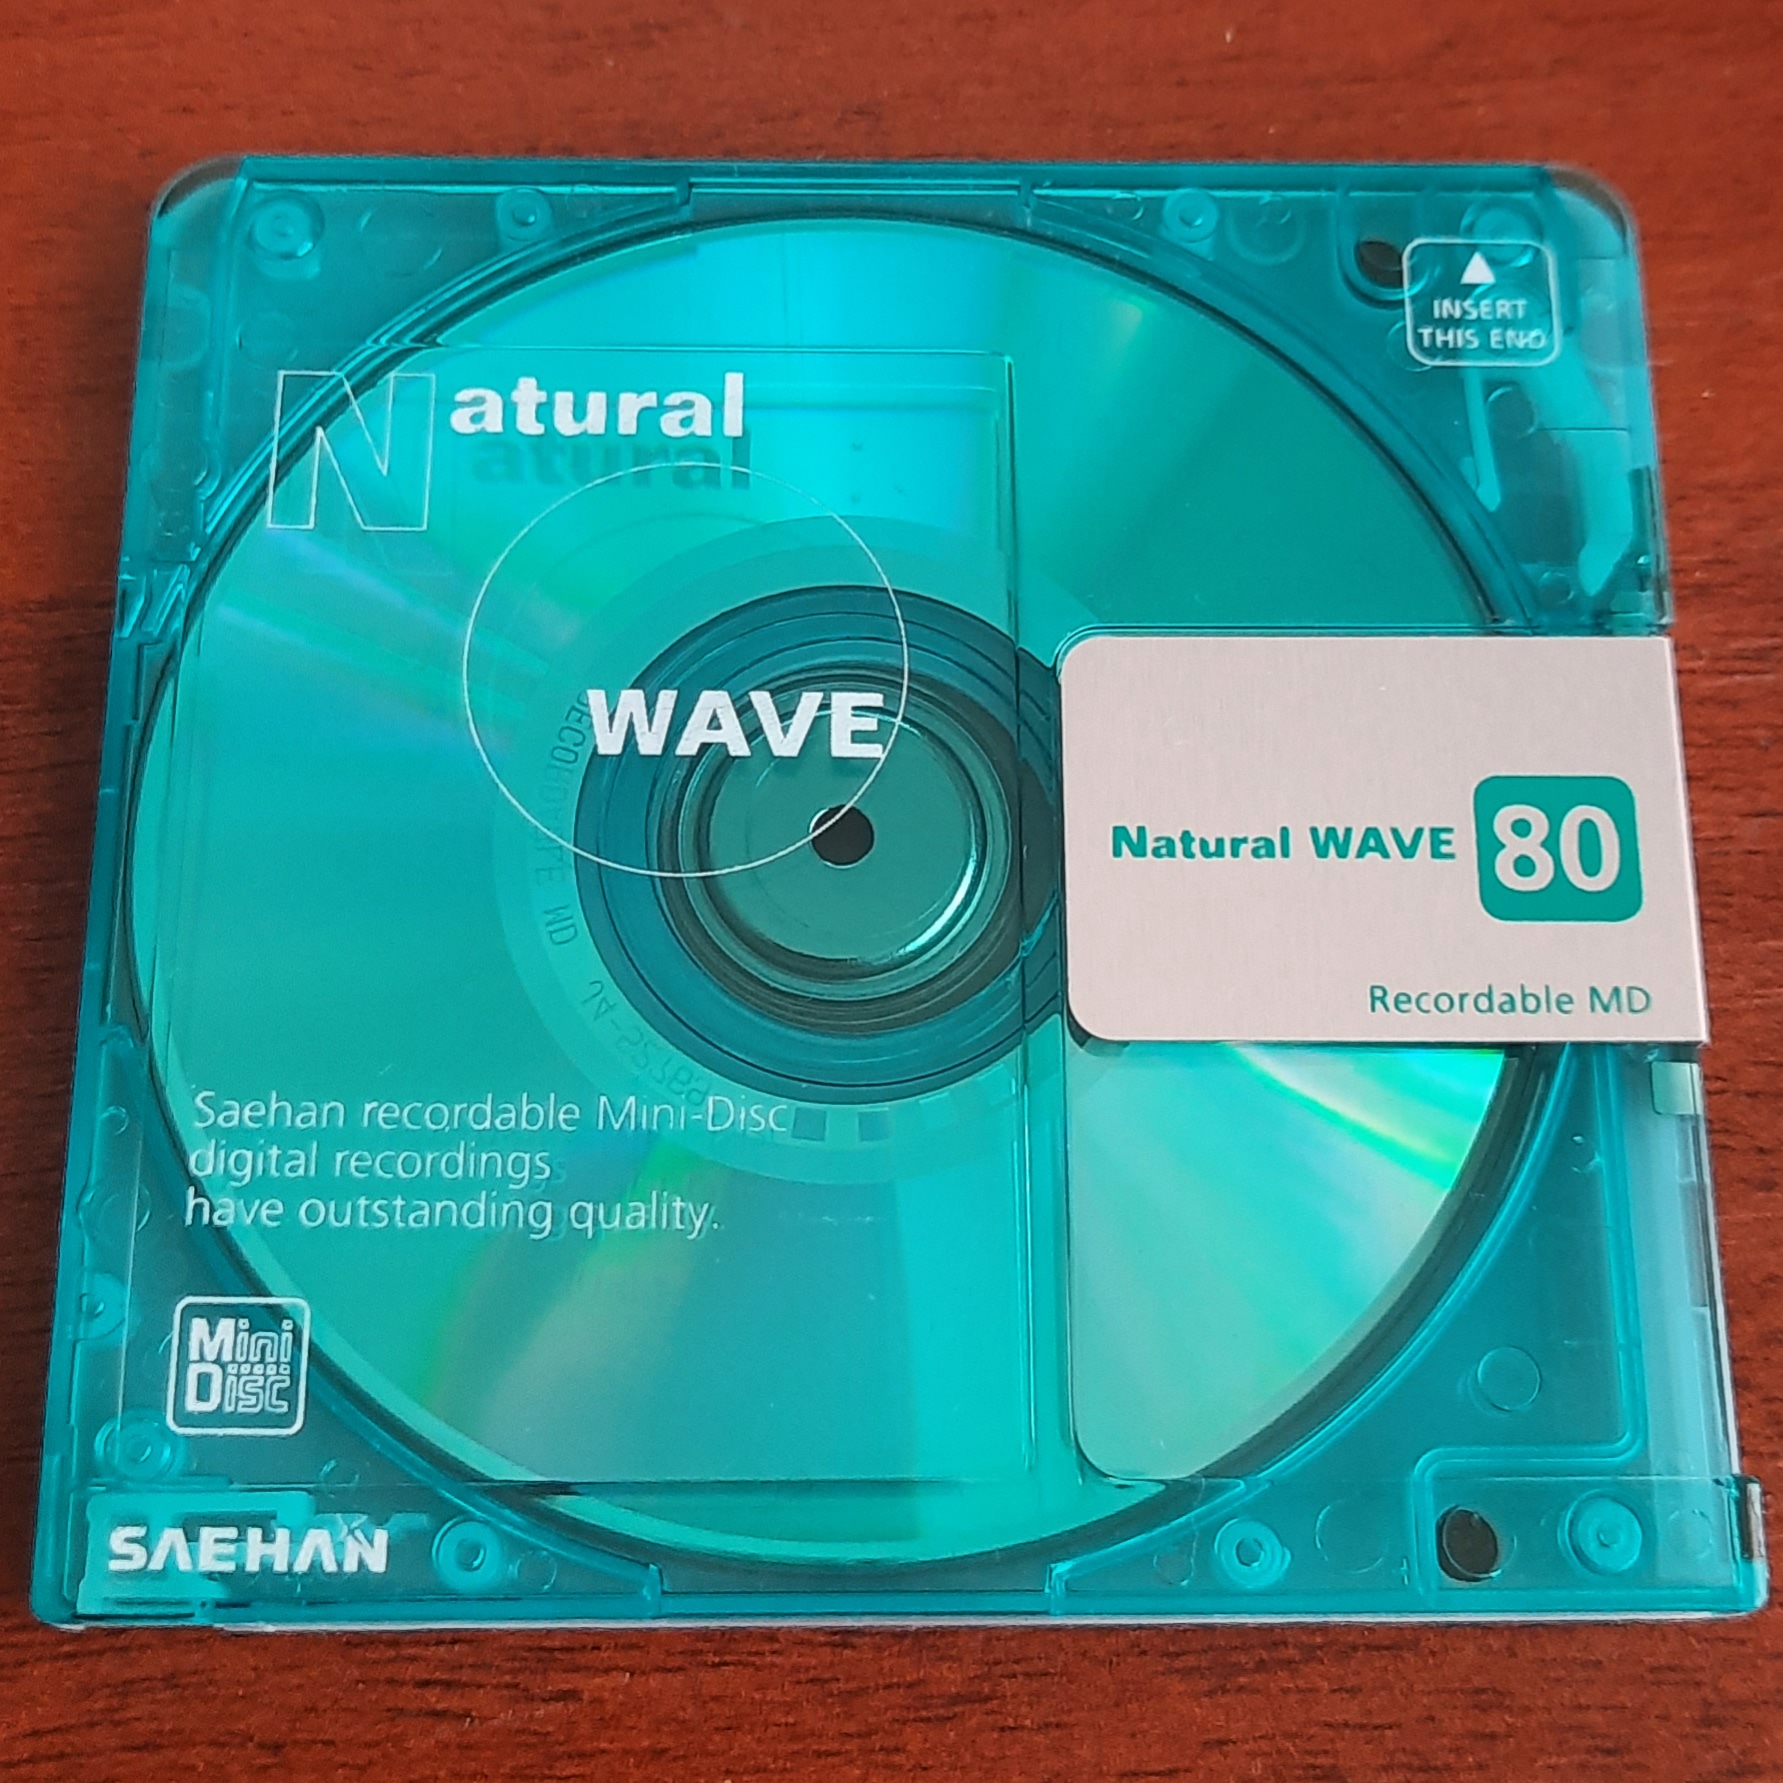 INSERT
THIS END
Natural
WAVE
Natural WAVE 80
Recordable MD
Saehan recordable Mini-Disc
digital recordings
have outstanding quality.
Mini
Disc
SAEHAN